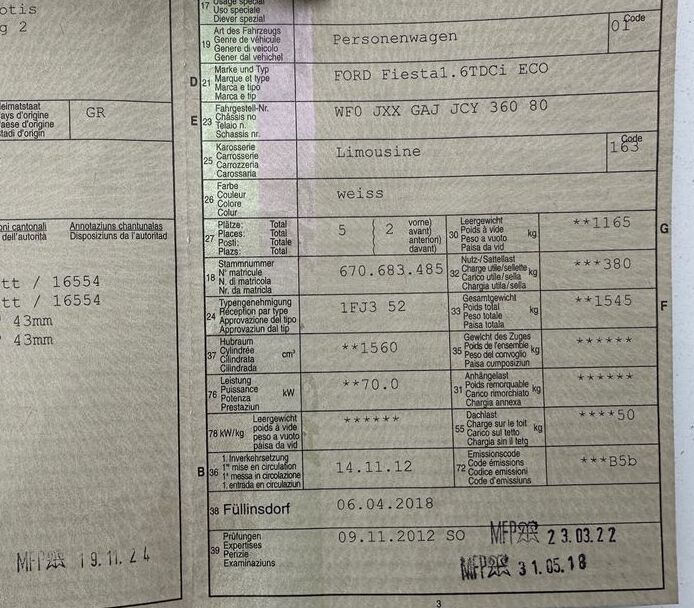 otis
g 2
Heimatstaat
ays d'origine
aese d'origine
stadi d'origin
GR
oni cantonali
dell'autorità
Annotaziuns chantunalas
Disposiziuns da l'autoritad
tt / 16554
tt / 16554
43mm
43mm
MFP 19.11.24
17 Usage spécial
Uso speciale
Diever spezial
19 Art des Fahrzeugs
Genre de véhicule
Genere di veicolo
Gener dal vehichel
Personenwagen
Code
01
D 21 Marke und Typ
Marque et type
Marca e tipo
Marca e tip
FORD Fiesta1.6TDCi ECO
E 23 Fahrgestell-Nr.
Châssis no
Telaio n.
Schassis nr.
WF0 JXX GAJ JCY 360 80
25 Karosserie
Carrosserie
Carrozzeria
Carossaria
Limousine
Code
163
26 Farbe
Couleur
Colore
Colur
weiss
27 Plätze: Total
Places: Total
Posti: Totale
Plazs: Total
5 { 2 vorne)
avant)
anteriori)
davant)
30 Leergewicht
Poids à vide
Peso a vuoto
Paisa da vid
kg
**1165
G
18 Stammnummer
N° matricule
N. di matricola
Nr. da matricla
670.683.485
32 Nutz-/Sattellast
Charge utile/sellette
Carico utile/sella
Chargia utila/sella
kg
***380
24 Typengenehmigung
Réception par type
Approvazione del tipo
Approvaziun dal tip
1FJ3 52
33 Gesamtgewicht
Poids total
Peso totale
Paisa totala
kg
**1545
F
37 Hubraum
Cylindrée
Cilindrata
Cilindrada
cm³
**1560
35 Gewicht des Zuges
Poids de l'ensemble
Peso del convoglio
Paisa cumposiziun
kg
******
76 Leistung
Puissance
Potenza
Prestaziun
kW
**70.0
31 Anhängelast
Poids remorquable
Carico rimorchiato
Chargia annexa
kg
******
78 kW/kg Leergewicht
poids à vide
peso a vuoto
paisa da vid
******
55 Dachlast
Charge sur le toit
Carico sul tetto
Chargia sin il tetg
kg
****50
B 36 1. Inverkehrsetzung
1re mise en circulation
1a messa in circolazione
1. entrada en circulaziun
14.11.12
72 Emissionscode
Code émissions
Codice emissioni
Code d'emissiuns
***B5b
38 Füllinsdorf
06.04.2018
39 Prüfungen
Expertises
Perizie
Examinaziuns
09.11.2012 SO
MFP 23.03.22
MFP 31.05.18
3